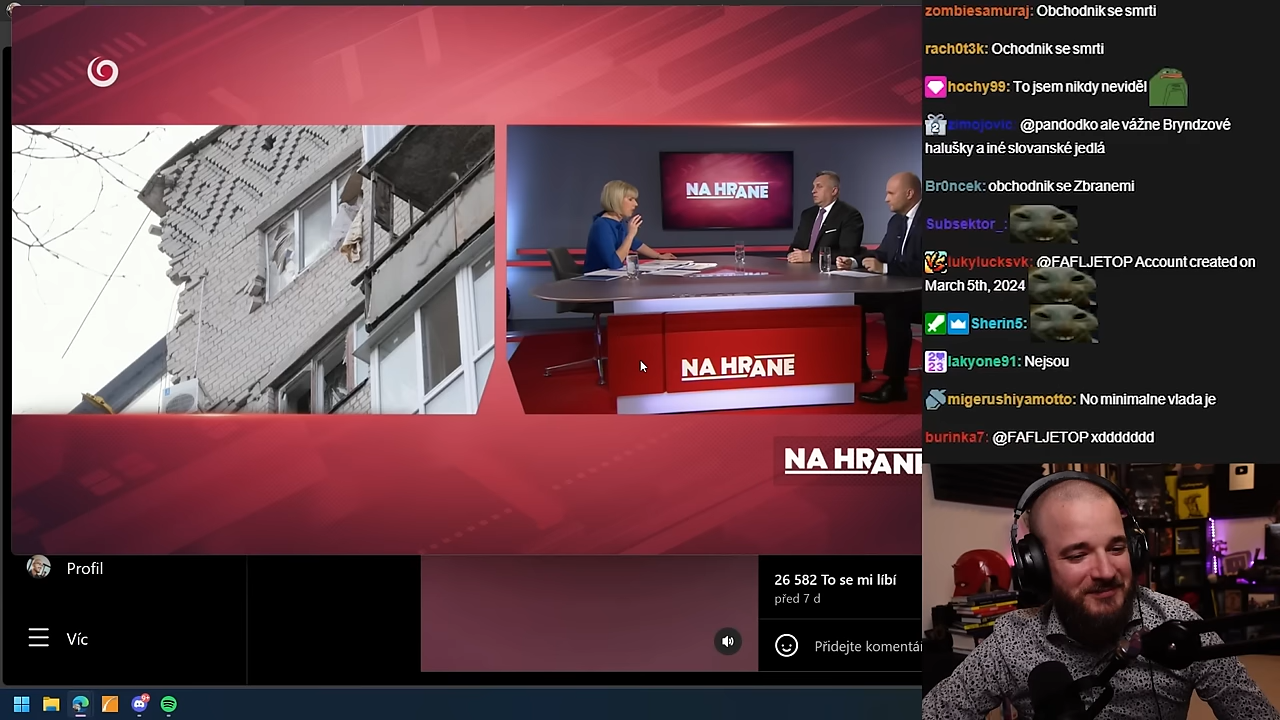 NA HRANE
NA HRANE
NA HRANE
Profil
Víc
26 582 To se mi líbí
před 7 d
Přidejte komentá
zombiesamuraj: Obchodnik se smrti
rach0t3k: Ochodnik se smrti
hochy99: To jsem nikdy neviděl
zimojovic @pandodko ale vážne Bryndzové
halušky a iné slovanské jedlá
Br0ncek: obchodnik se Zbranemi
Subsektor_:
lukylucksvk: @FAFLJETOP Account created on
March 5th, 2024
Sherin5:
lakyone91: Nejsou
migerushiyamotto: No minimalne vlada je
burinka7: @FAFLJETOP xddddddd